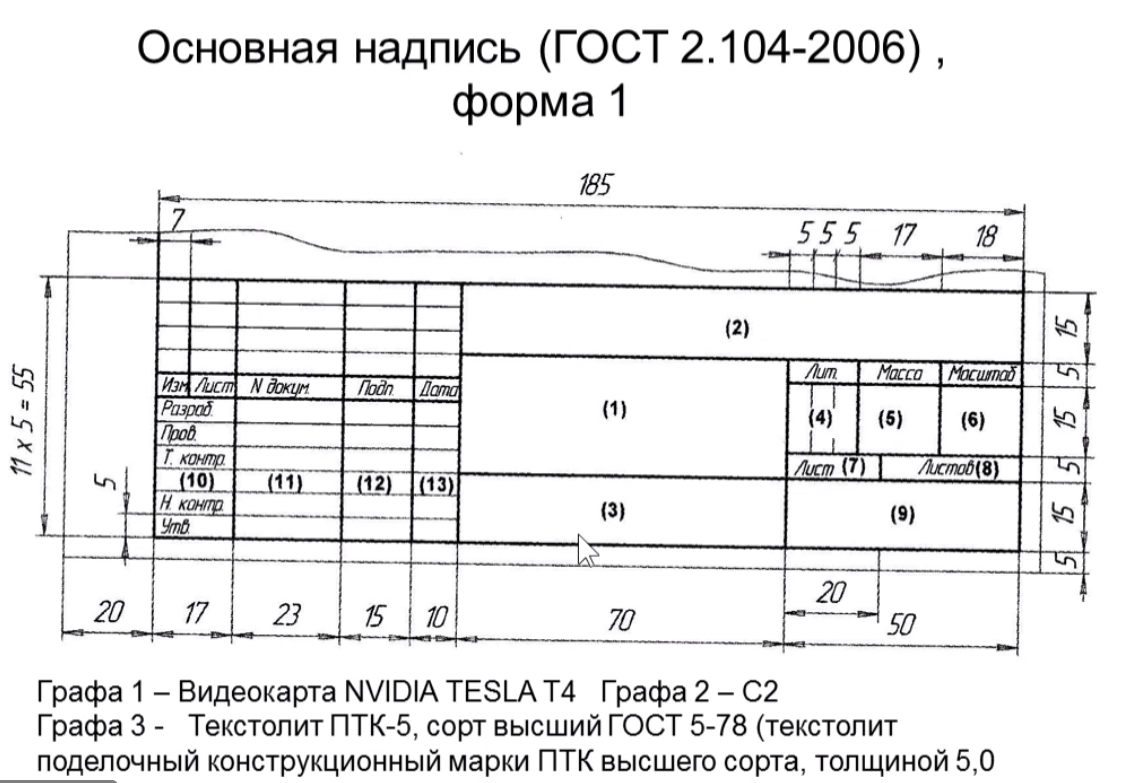 Основная надпись (ГОСТ 2.104-2006) ,
форма 1
185
7
5 5 5 17 18
(2)
15
Изм Лист N докум. Подп. Дата
Лит. Масса Масштаб
5
Разраб.
(1)
(4) (5) (6)
15
Пров.
Т. контр.
Лист (7) Листов (8)
5
11 x 5 = 55
5
(10) (11) (12) (13)
Н. контр.
(3)
(9)
15
Утв.
5
20 17 23 15 10 70 20 50
Графа 1 – Видеокарта NVIDIA TESLA T4 Графа 2 – С2
Графа 3 - Текстолит ПТК-5, сорт высший ГОСТ 5-78 (текстолит
поделочный конструкционный марки ПТК высшего сорта, толщиной 5,0